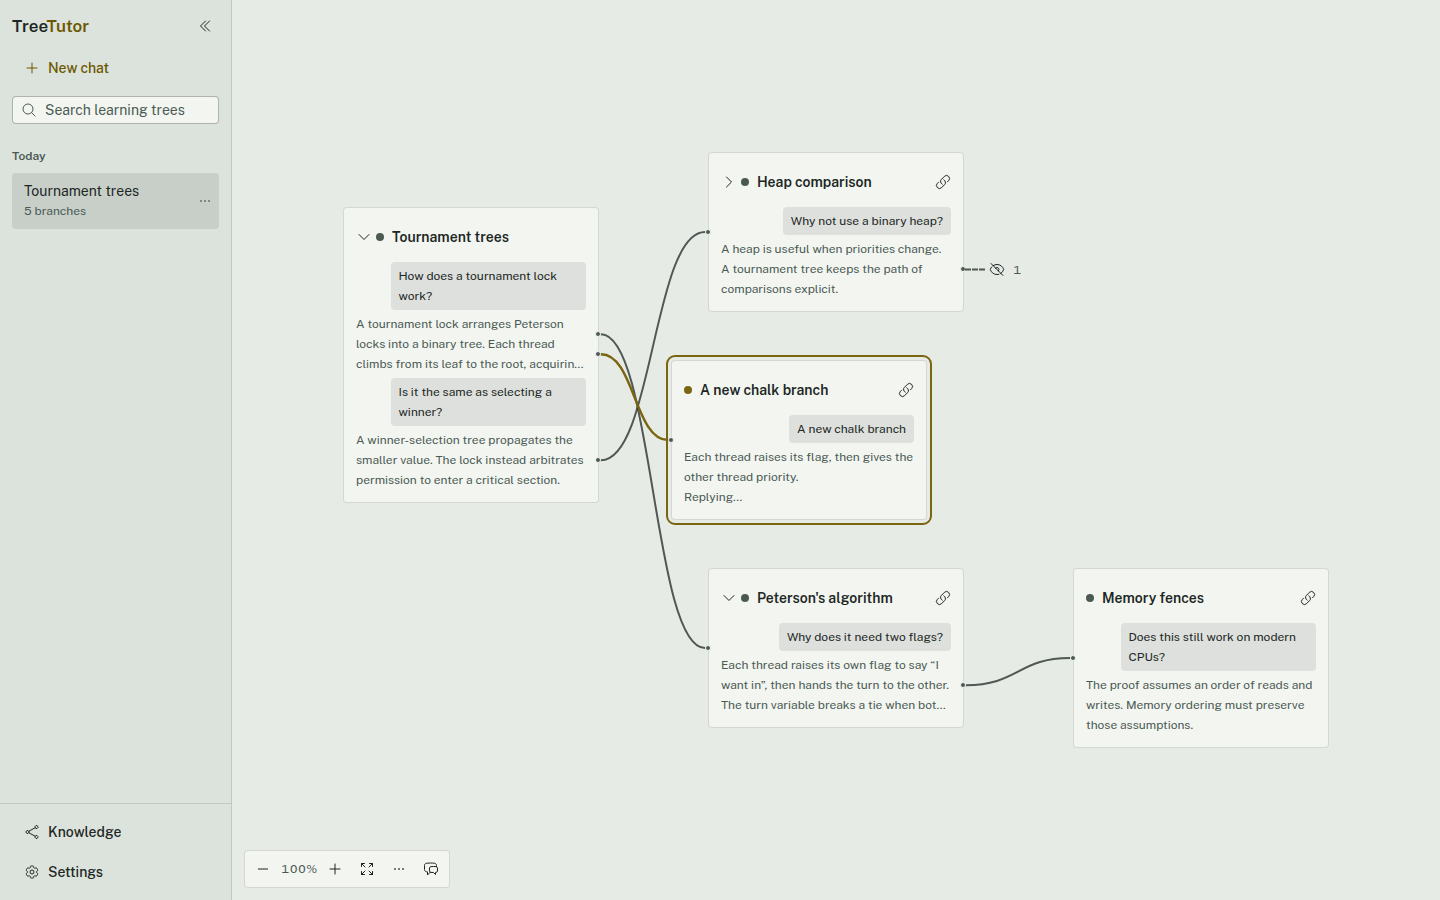 TreeTutor
New chat
Search learning trees
Today
Tournament trees
5 branches
...
Knowledge
Settings
Tournament trees
How does a tournament lock
work?
A tournament lock arranges Peterson
locks into a binary tree. Each thread
climbs from its leaf to the root, acquirin...
Is it the same as selecting a
winner?
A winner-selection tree propagates the
smaller value. The lock instead arbitrates
permission to enter a critical section.
Heap comparison
Why not use a binary heap?
A heap is useful when priorities change.
A tournament tree keeps the path of
comparisons explicit.
1
A new chalk branch
A new chalk branch
Each thread raises its flag, then gives the
other thread priority.
Replying...
Peterson's algorithm
Why does it need two flags?
Each thread raises its own flag to say “I
want in”, then hands the turn to the other.
The turn variable breaks a tie when bot...
Memory fences
Does this still work on modern
CPUs?
The proof assumes an order of reads and
writes. Memory ordering must preserve
those assumptions.
100%
...